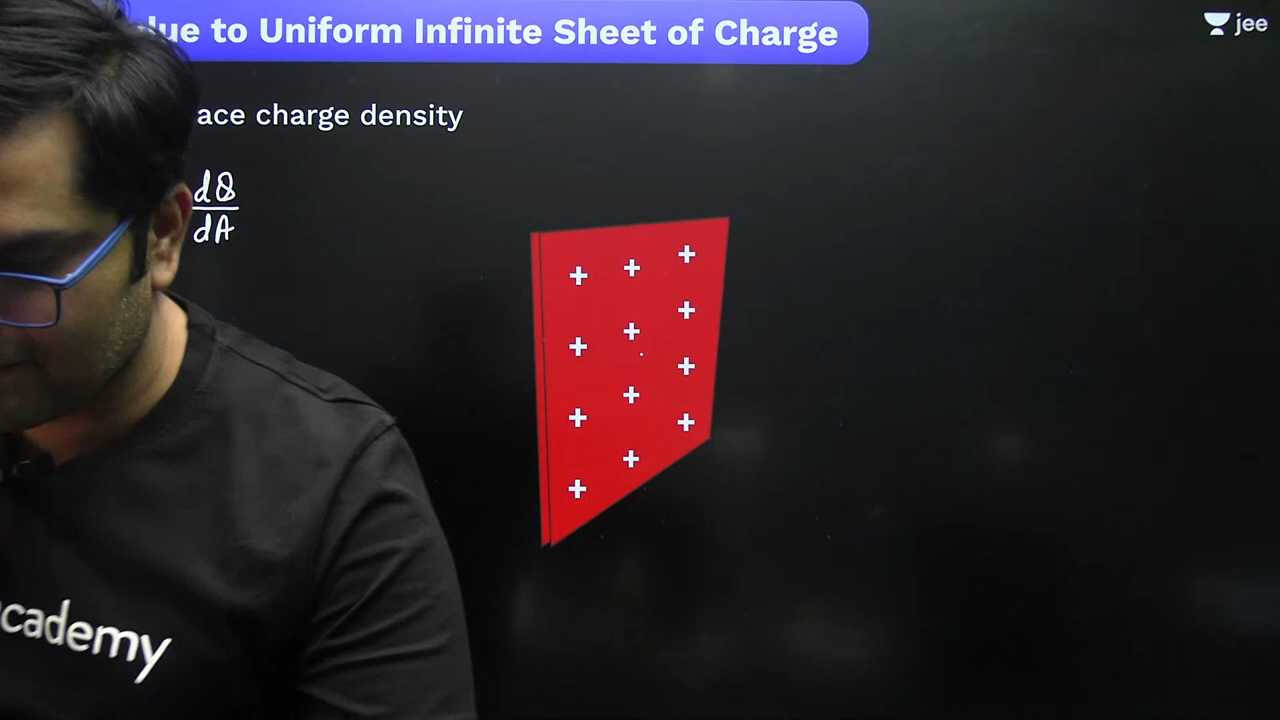 due to Uniform Infinite Sheet of Charge
jee
ace charge density
dQ
dA
+ + +
+ + +
+ + +
+ + +
cademy